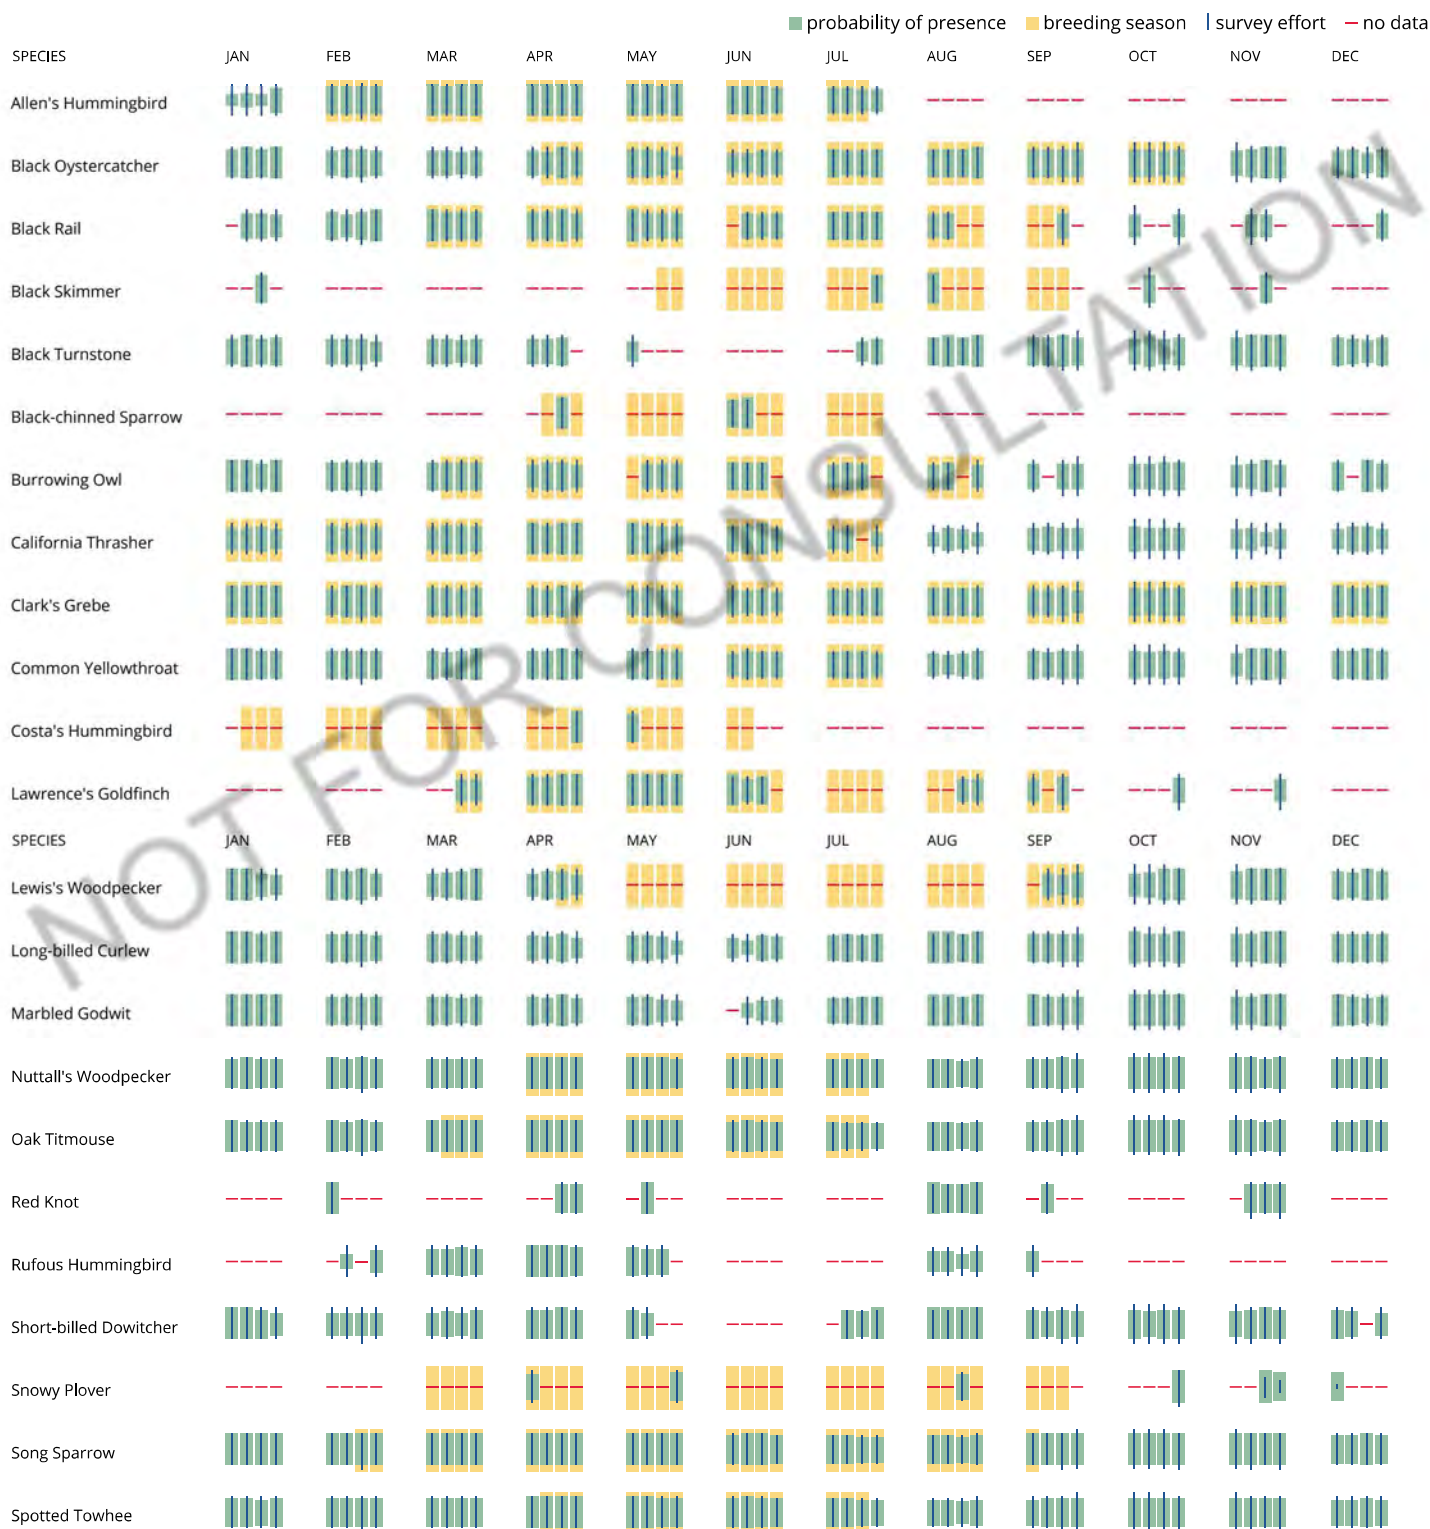 probability of presence breeding season survey effort no data
SPECIES JAN FEB MAR APR MAY JUN JUL AUG SEP OCT NOV DEC
Allen's Hummingbird
Black Oystercatcher
Black Rail
Black Skimmer
Black Turnstone
Black-chinned Sparrow
Burrowing Owl
California Thrasher
Clark's Grebe
Common Yellowthroat
Costa's Hummingbird
Lawrence's Goldfinch
SPECIES JAN FEB MAR APR MAY JUN JUL AUG SEP OCT NOV DEC
Lewis's Woodpecker
Long-billed Curlew
Marbled Godwit
Nuttall's Woodpecker
Oak Titmouse
Red Knot
Rufous Hummingbird
Short-billed Dowitcher
Snowy Plover
Song Sparrow
Spotted Towhee
NOT FOR CONSULTATION